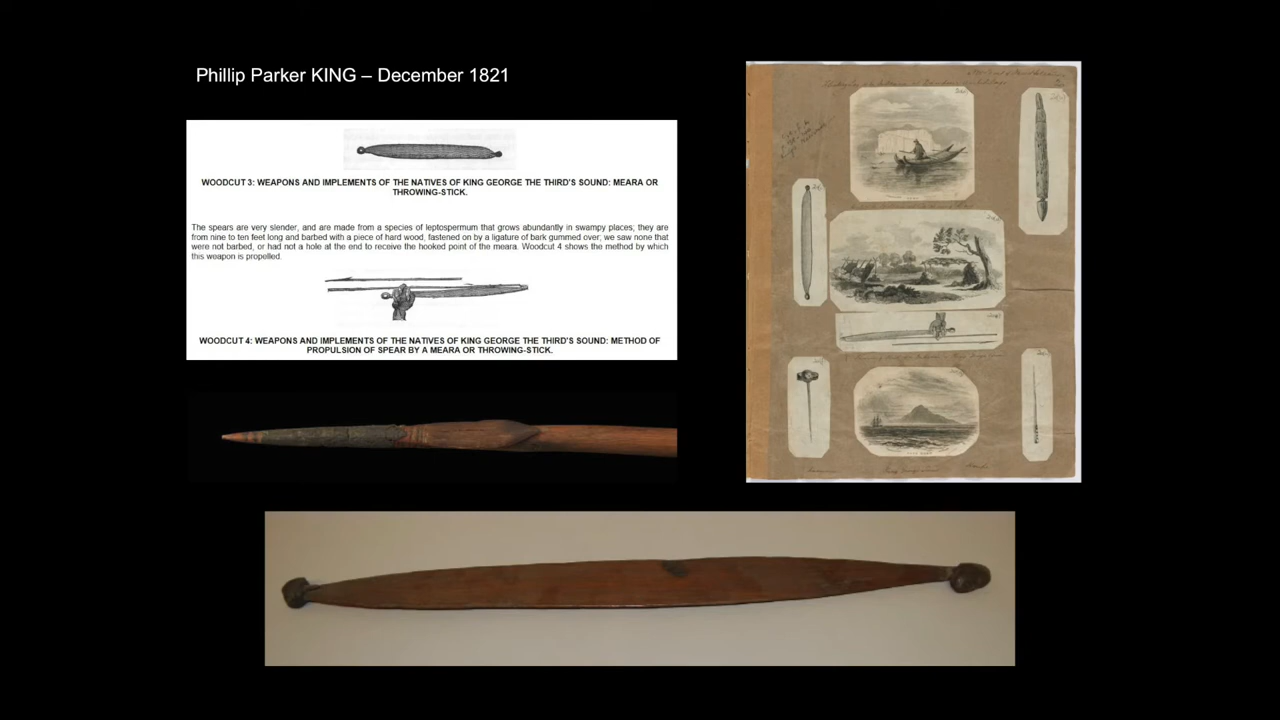 Phillip Parker KING – December 1821
WOODCUT 3: WEAPONS AND IMPLEMENTS OF THE NATIVES OF KING GEORGE THE THIRD'S SOUND: MEARA OR
THROWING-STICK.
The spears are very slender, and are made from a species of leptospermum that grows abundantly in swampy places; they are
from nine to ten feet long and barbed with a piece of hard wood, fastened on by a ligature of bark gummed over; we saw none that
were not barbed, or had not a hole at the end to receive the hooked point of the meara. Woodcut 4 shows the method by which
this weapon is propelled.
WOODCUT 4: WEAPONS AND IMPLEMENTS OF THE NATIVES OF KING GEORGE THE THIRD'S SOUND: METHOD OF
PROPULSION OF SPEAR BY A MEARA OR THROWING-STICK.